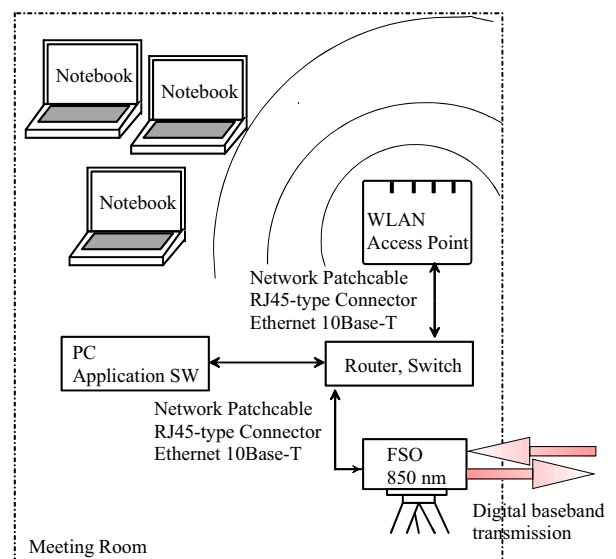 Notebook
Notebook
Notebook
WLAN
Access Point
Network Patchcable
RJ45-type Connector
Ethernet 10Base-T
PC
Application SW
Router, Switch
Network Patchcable
RJ45-type Connector
Ethernet 10Base-T
FSO
850 nm
Digital baseband
transmission
Meeting Room